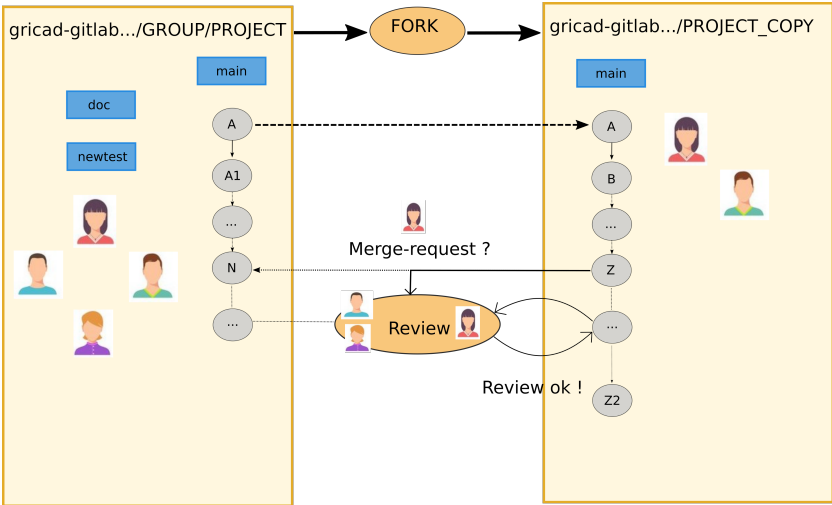 gricad-gitlab.../GROUP/PROJECT
FORK
gricad-gitlab.../PROJECT_COPY
main
main
doc
newtest
A
A1
...
N
...
A
B
...
Z
...
Z2
Merge-request ?
Review
Review ok !